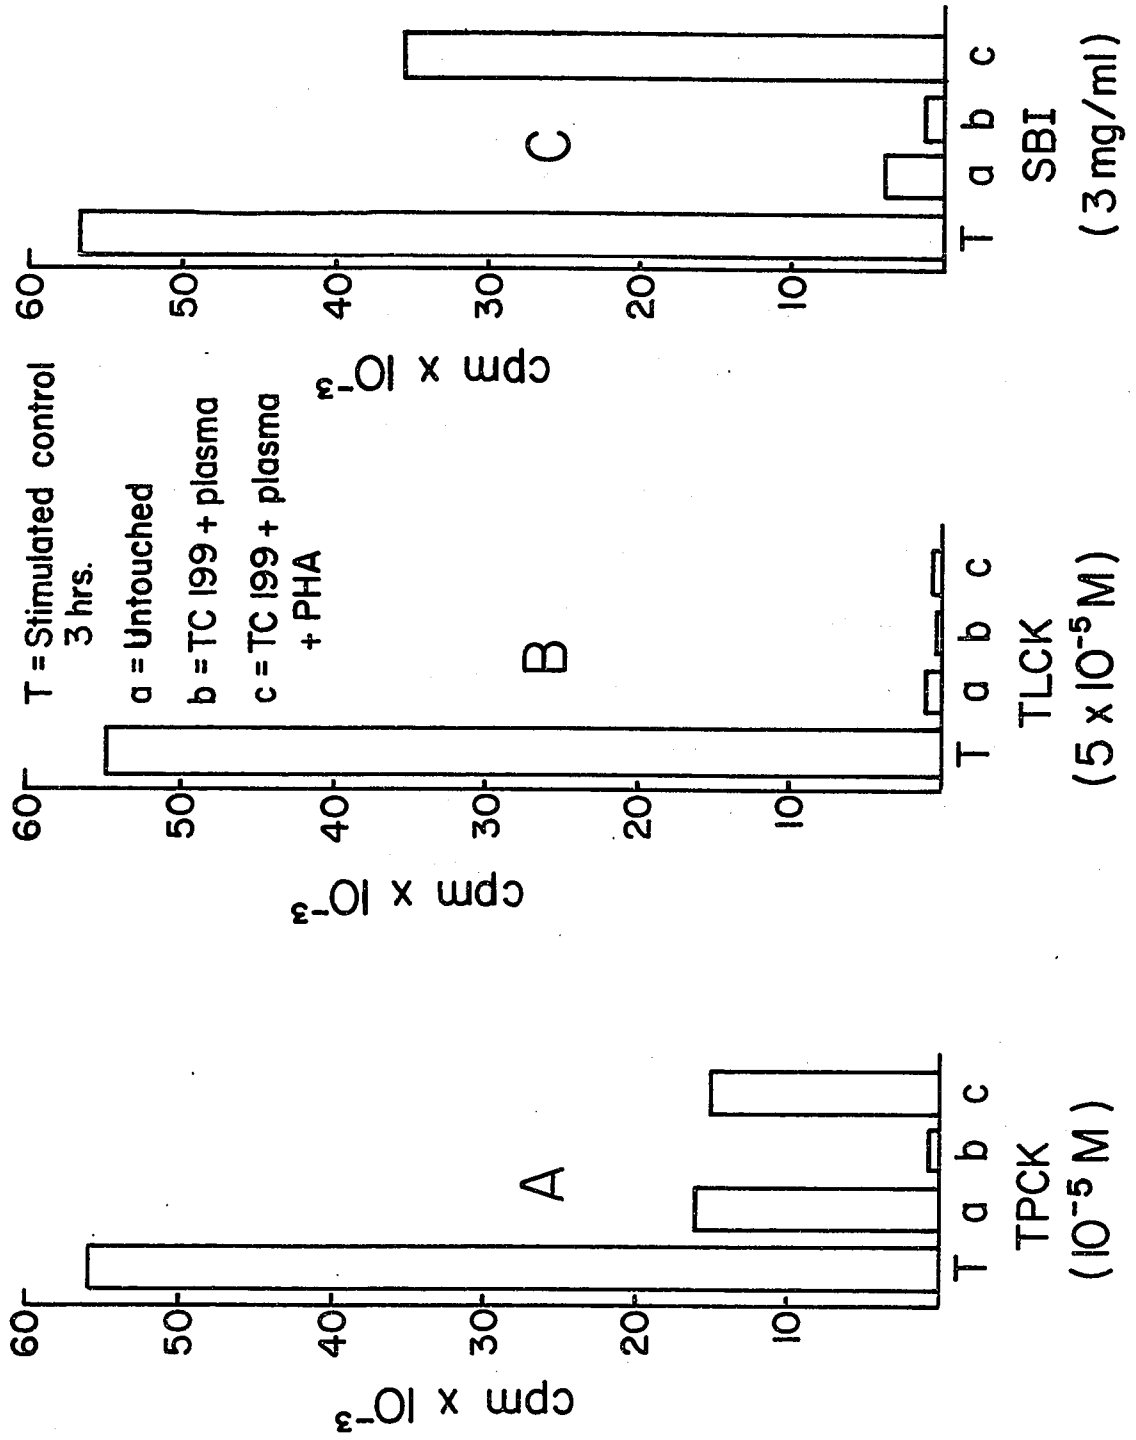 60
50
40
30
20
10
cpm x 10⁻³
A
T a b c
TPCK
(10⁻⁵ M)
60
50
40
30
20
10
cpm x 10⁻³
T = Stimulated control
3 hrs.
a = Untouched
b = TC 199 + plasma
c = TC 199 + plasma
+ PHA
B
T a b c
TLCK
(5 x 10⁻⁵ M)
60
50
40
30
20
10
cpm x 10⁻³
C
T a b c
SBI
(3 mg/ml)